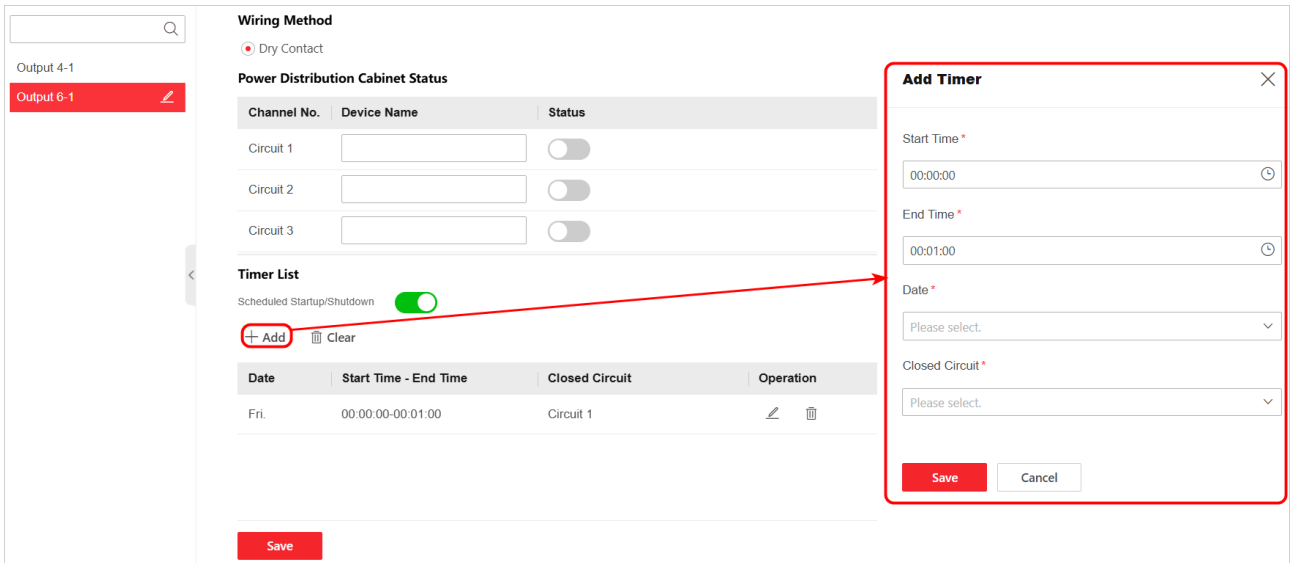 Output 4-1
Output 6-1
Wiring Method
Dry Contact
Power Distribution Cabinet Status
Channel No. Device Name Status
Circuit 1
Circuit 2
Circuit 3
Timer List
Scheduled Startup/Shutdown
Add Clear
Date Start Time - End Time Closed Circuit Operation
Fri. 00:00:00-00:01:00 Circuit 1
Save
Add Timer
Start Time *
00:00:00
End Time *
00:01:00
Date *
Please select.
Closed Circuit *
Please select.
Save Cancel